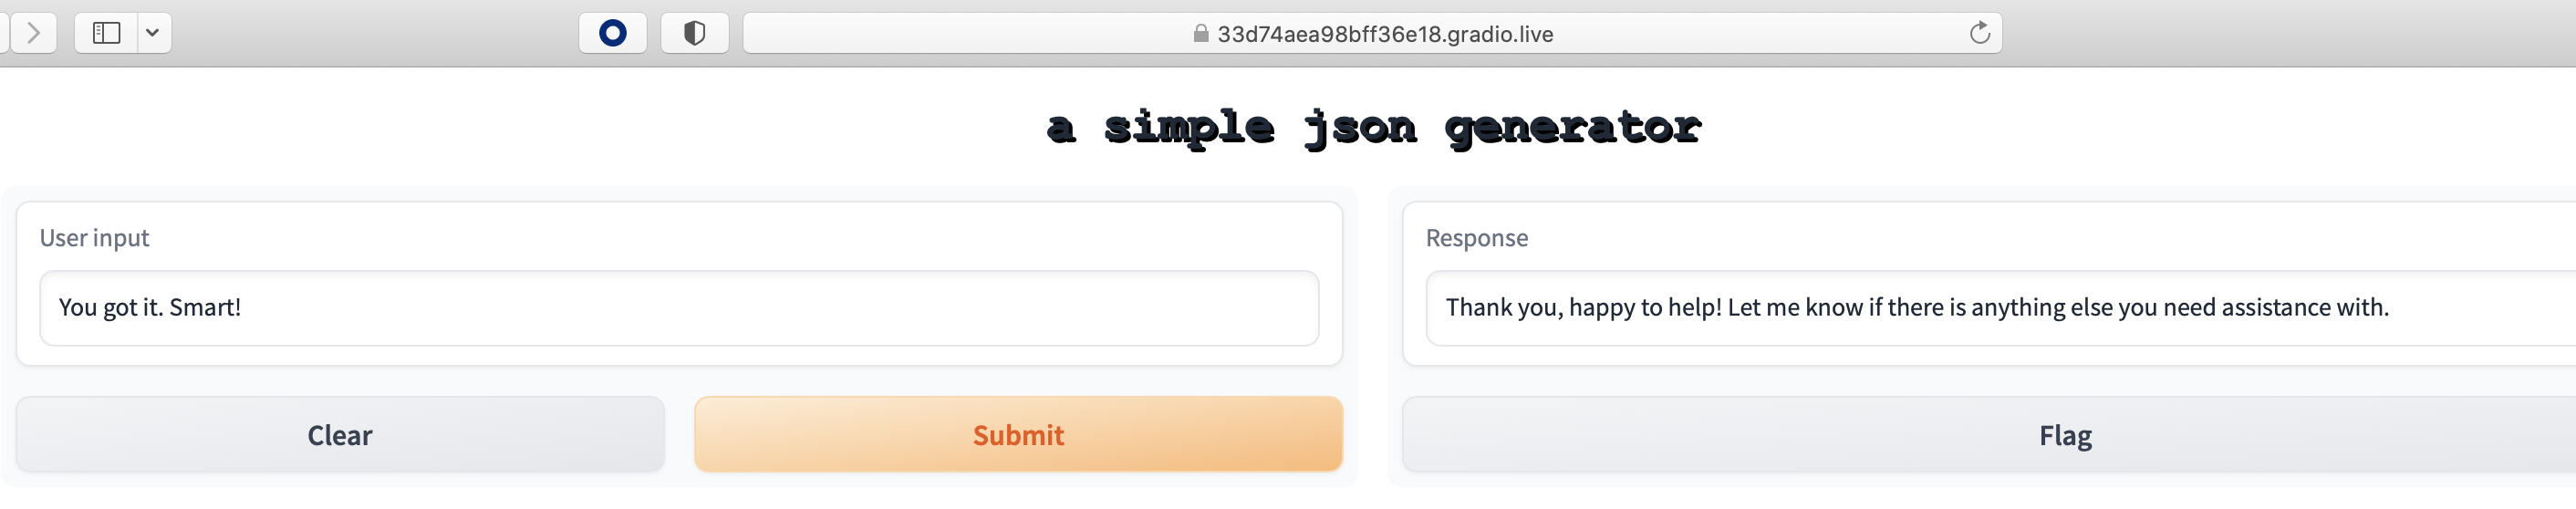 33d74aea98bff36e18.gradio.live
a simple json generator
User input
You got it. Smart!
Clear
Submit
Response
Thank you, happy to help! Let me know if there is anything else you need assistance with.
Flag